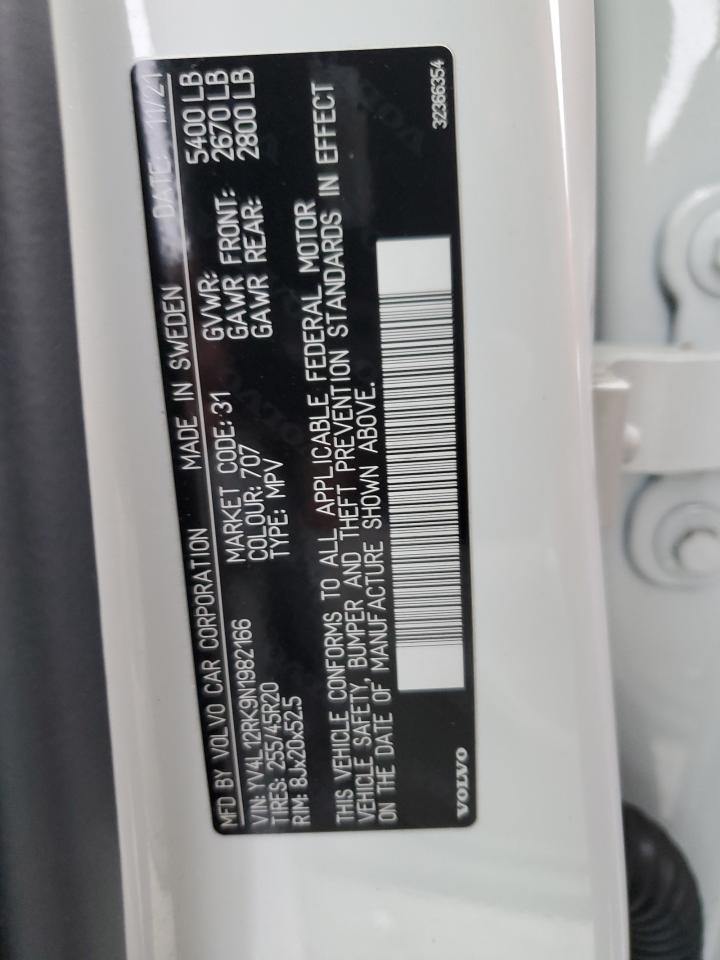 MFD BY VOLVO CAR CORPORATION MADE IN SWEDEN DATE: 11/21
VIN: YV4L12RK9N1982166 MARKET CODE: 31 GVWR: 5400 LB
TIRES: 255/45R20 COLOUR: 707 GAWR FRONT: 2670 LB
RIM: 8Jx20x52.5 TYPE: MPV GAWR REAR: 2800 LB
THIS VEHICLE CONFORMS TO ALL APPLICABLE FEDERAL MOTOR
VEHICLE SAFETY, BUMPER AND THEFT PREVENTION STANDARDS IN EFFECT
ON THE DATE OF MANUFACTURE SHOWN ABOVE.
VOLVO 32366354